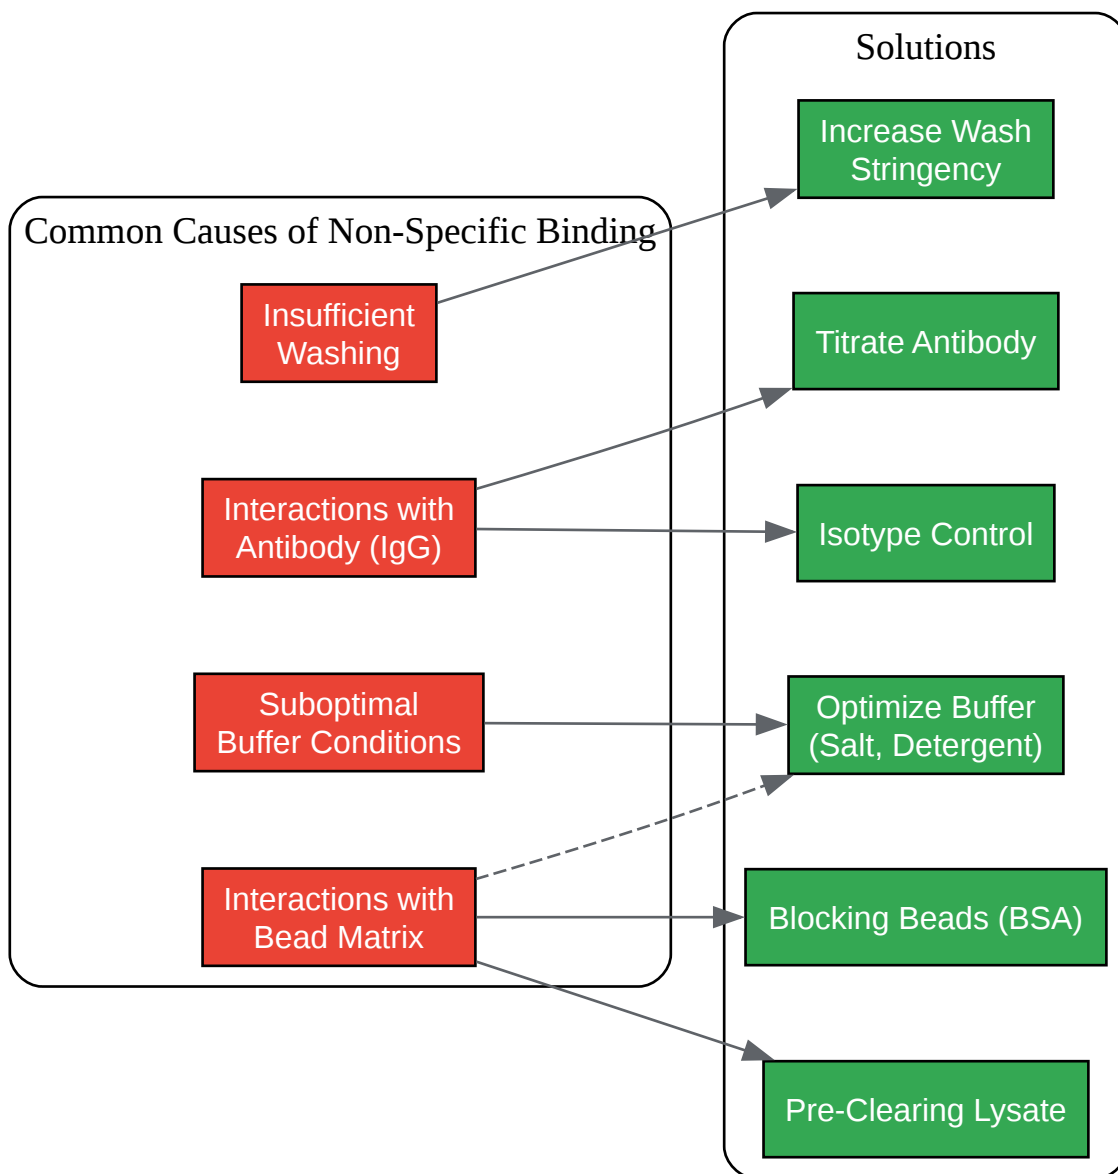 Common Causes of Non-Specific Binding
Insufficient
Washing
Interactions with
Antibody (IgG)
Suboptimal
Buffer Conditions
Interactions with
Bead Matrix
Solutions
Increase Wash
Stringency
Titrate Antibody
Isotype Control
Optimize Buffer
(Salt, Detergent)
Blocking Beads (BSA)
Pre-Clearing Lysate